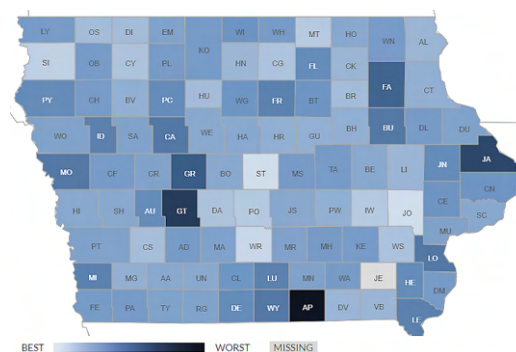 LY OS DI EM WI WH MT HO WN AL
KO
SI OB CY PL HN CG FL CK
FA
PY CH BV PC HU WG FR BT BR CT
WO ID SA CA WE HA HR GU BH BU DL DU
JA
MO CF CR GR BO ST MS TA BE LI JN
CN
HI SH AU GT DA PO JS PW IW JO CE
SC
MU
PT CS AD MA WR MR MH KE WS LO
MI MG AA UN CL LU MN WA JE HE
DM
FE PA TY RG DE WY AP DV VB
LE
BEST WORST MISSING